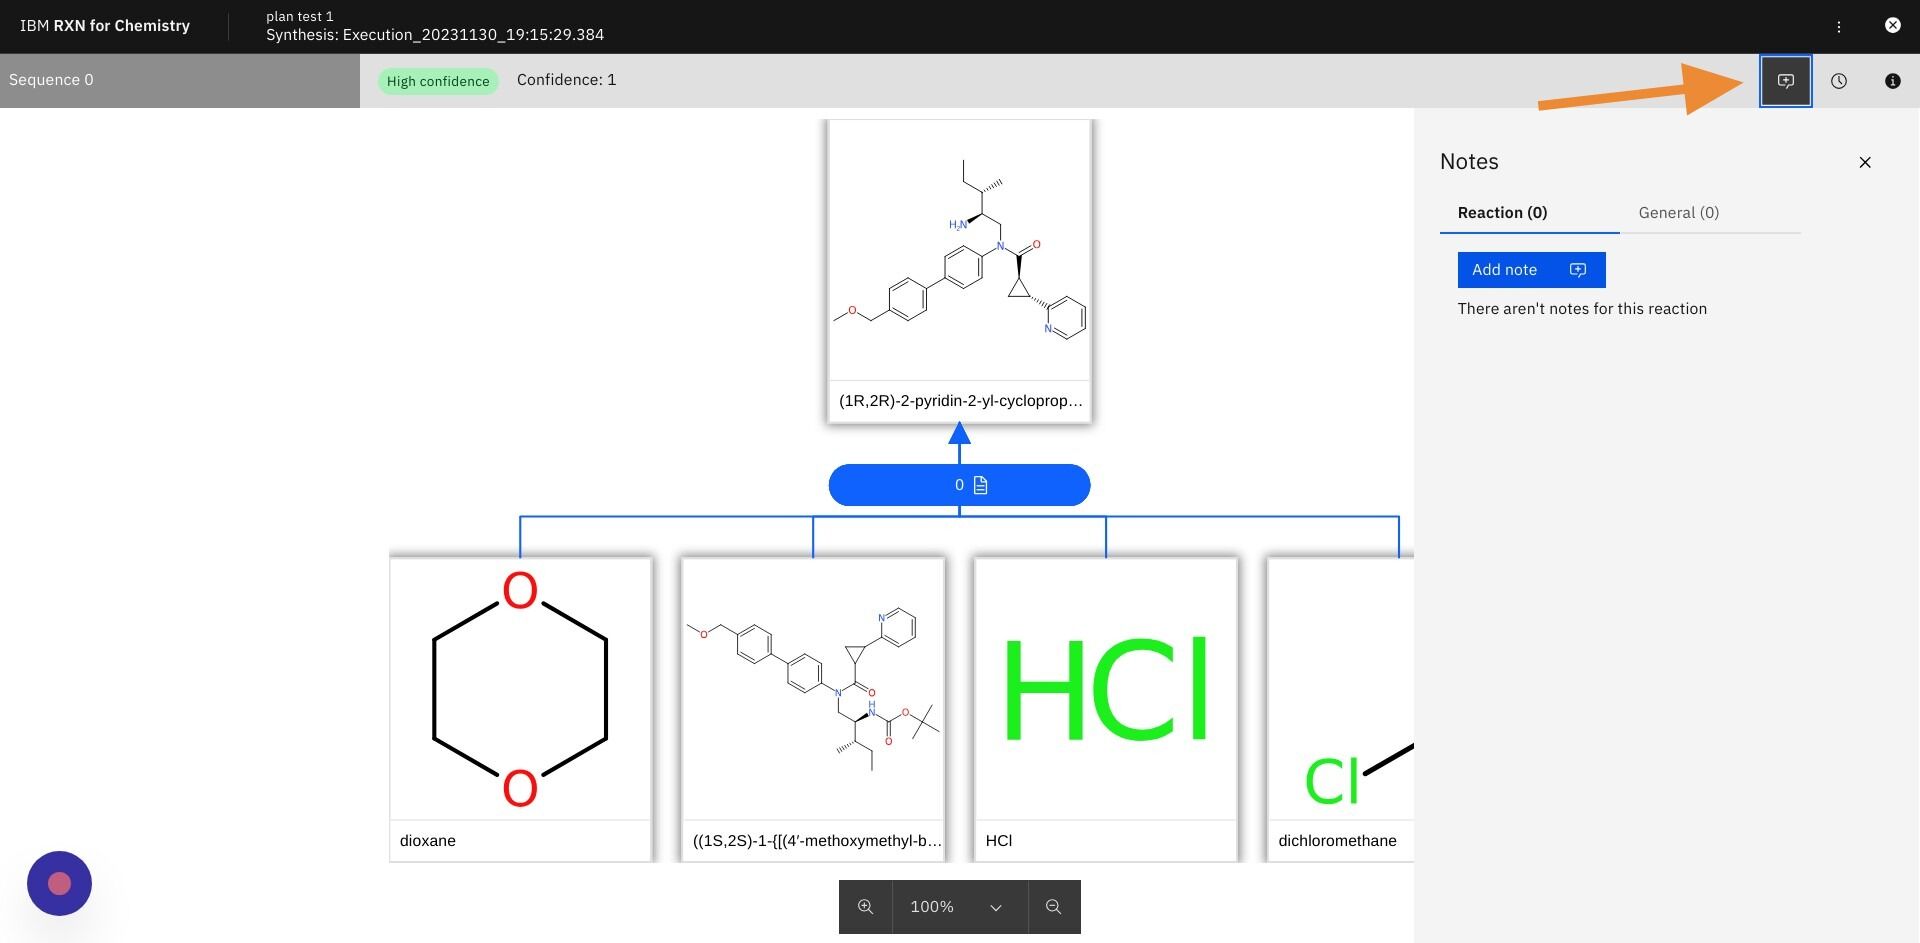 IBM RXN for Chemistry
plan test 1
Synthesis: Execution_20231130_19:15:29.384
Sequence 0
High confidence
Confidence: 1
Notes
Reaction (0)
General (0)
Add note
There aren't notes for this reaction
H₂N
N
O
O
N
(1R,2R)-2-pyridin-2-yl-cycloprop...
0
O
O
dioxane
N
O
N
O
H
N
O
O
((1S,2S)-1-{[(4'-methoxymethyl-b...
HCl
HCl
Cl
dichloromethane
100%